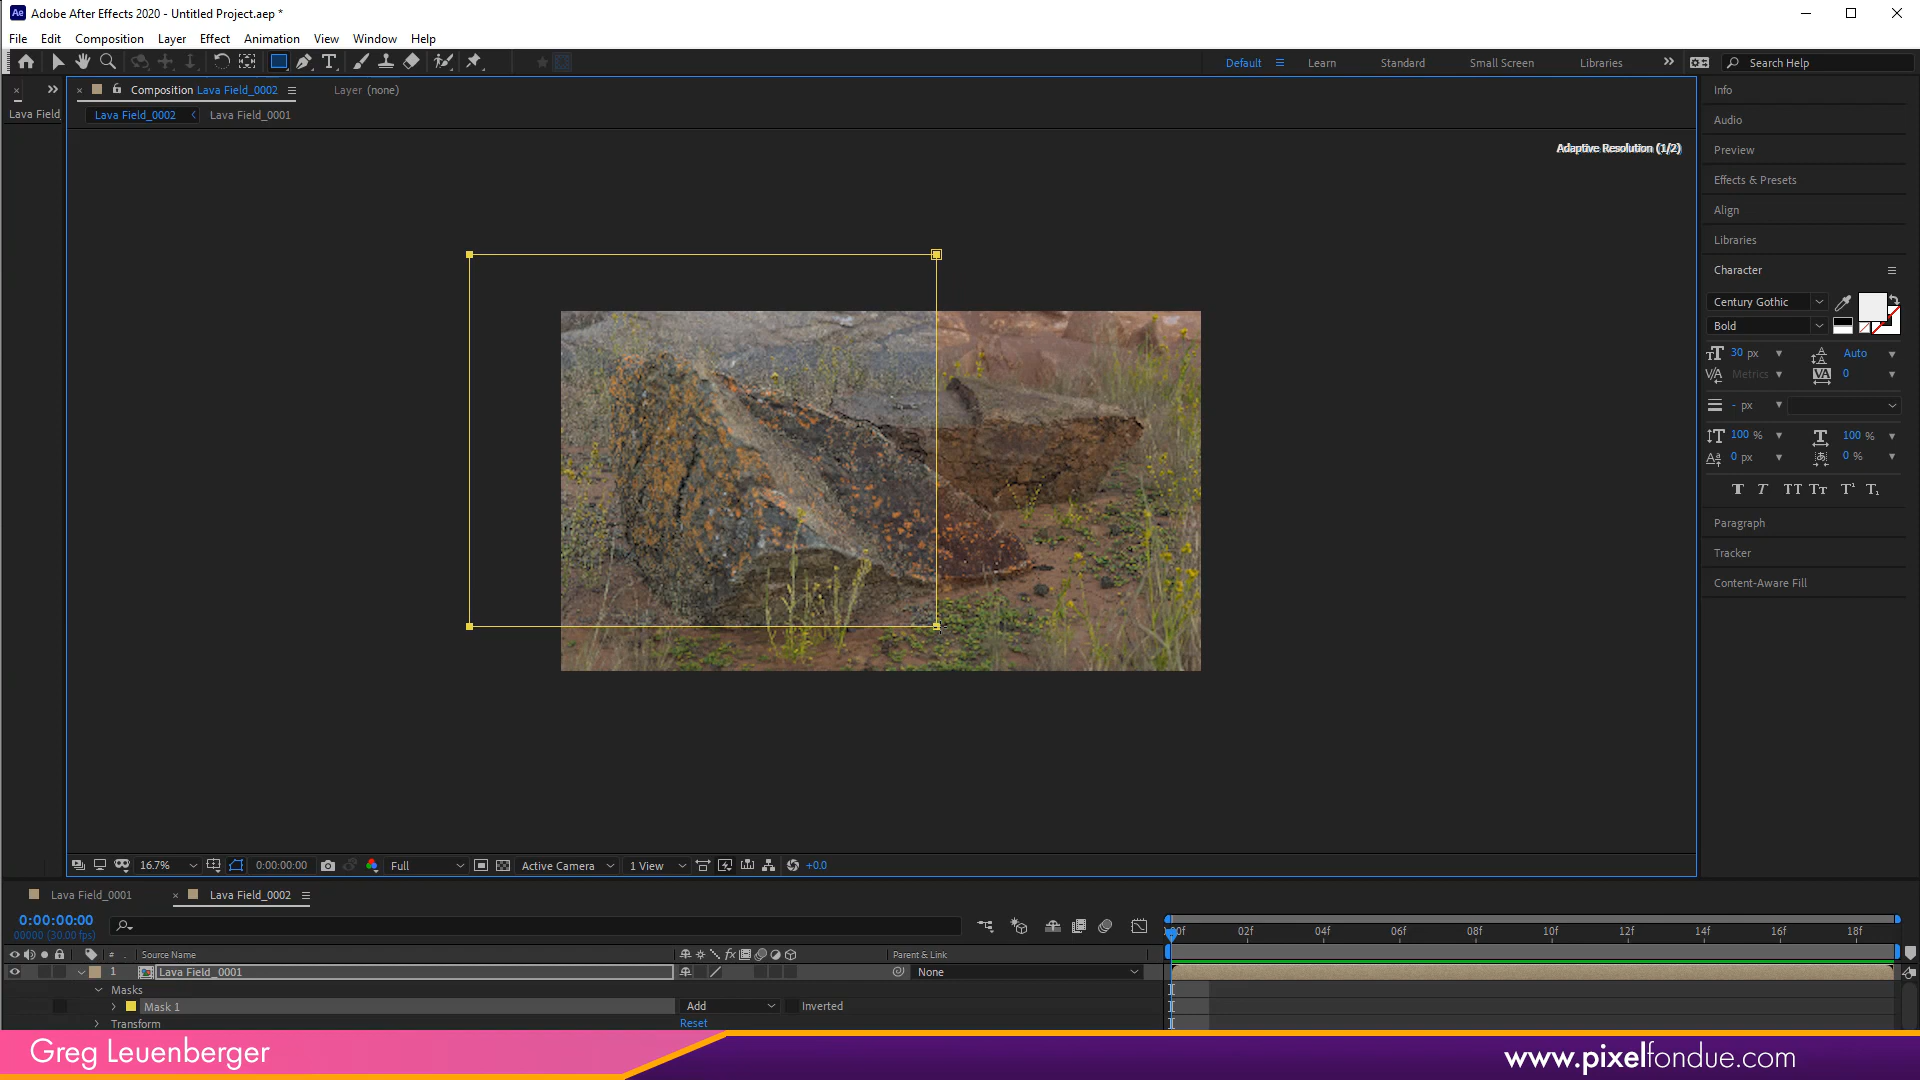 Ae Adobe After Effects 2020 - Untitled Project.aep *
File Edit Composition Layer Effect Animation View Window Help
Default Learn Standard Small Screen Libraries Search Help
Composition Lava Field_0002 Layer (none)
Lava Field
Lava Field_0002 Lava Field_0001
Adaptive Resolution (1/2)
Info
Audio
Preview
Effects & Presets
Align
Libraries
Character
Century Gothic
Bold
30 px Auto
Metrics 0
- px
100 % 100 %
0 px 0 %
Paragraph
Tracker
Content-Aware Fill
16.7% 0:00:00:00 Full Active Camera 1 View +0.0
Lava Field_0001 Lava Field_0002
0:00:00:00
00000 (30.00 fps)
:00f 02f 04f 06f 08f 10f 12f 14f 16f 18f
# Source Name fx Parent & Link
1 Lava Field_0001 None
Masks
Mask 1 Add Inverted
Transform Reset
Greg Leuenberger
www.pixelfondue.com